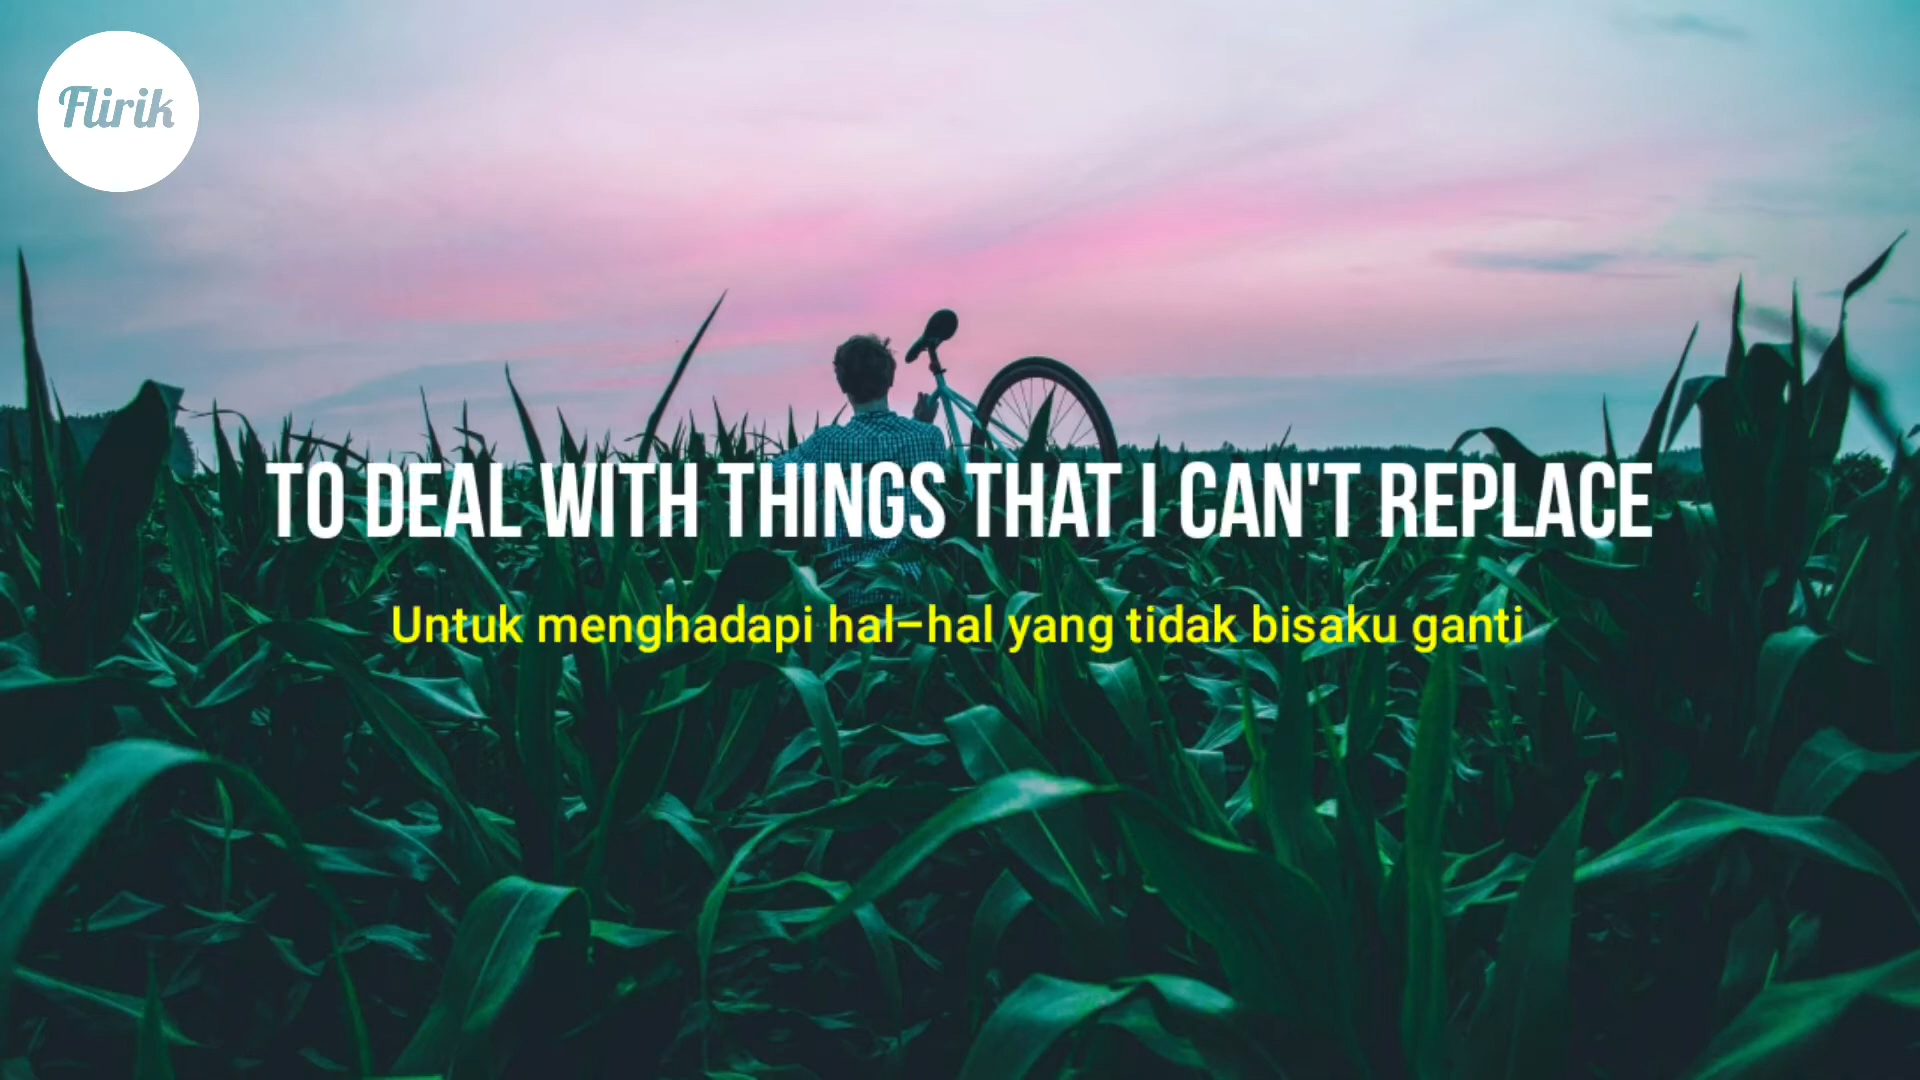 Flirik
TO DEAL WITH THINGS THAT I CAN'T REPLACE
Untuk menghadapi hal-hal yang tidak bisaku ganti